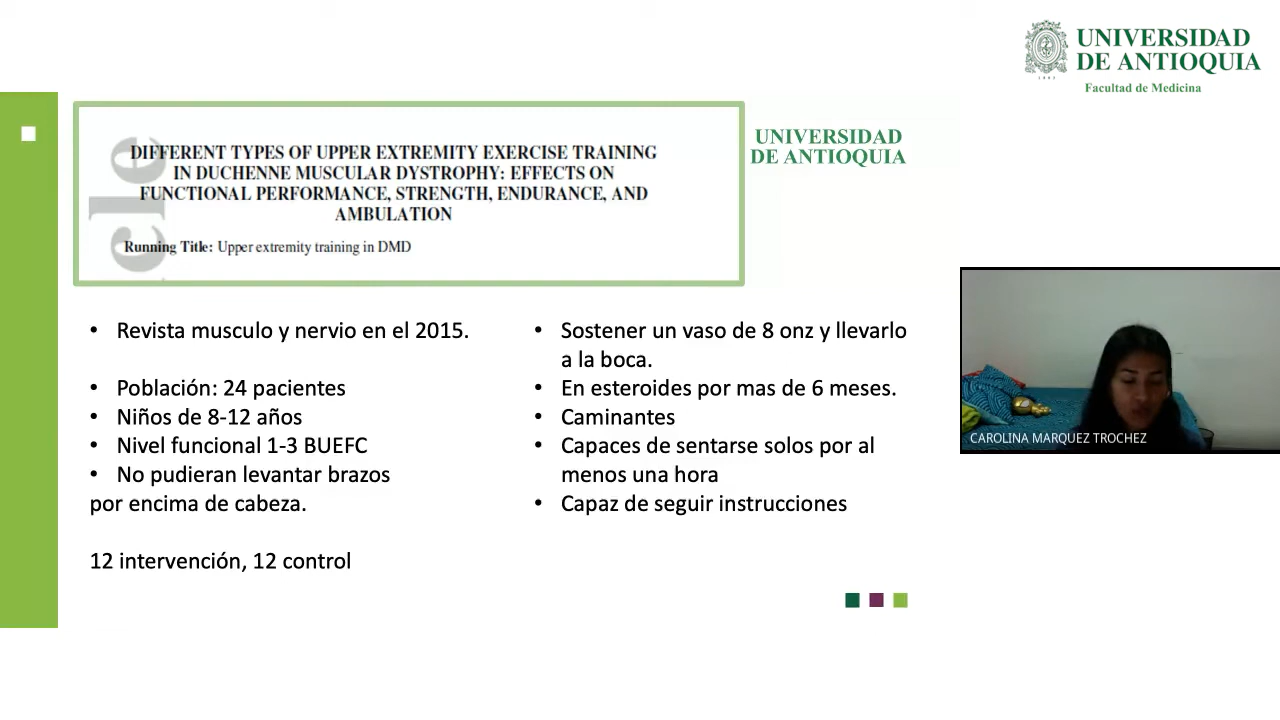 UNIVERSIDAD
DE ANTIOQUIA
1803
Facultad de Medicina
UNIVERSIDAD
DE ANTIOQUIA
cle
DIFFERENT TYPES OF UPPER EXTREMITY EXERCISE TRAINING
IN DUCHENNE MUSCULAR DYSTROPHY: EFFECTS ON
FUNCTIONAL PERFORMANCE, STRENGTH, ENDURANCE, AND
AMBULATION
Running Title: Upper extremity training in DMD
• Revista musculo y nervio en el 2015.
• Población: 24 pacientes
• Niños de 8-12 años
• Nivel funcional 1-3 BUEFC
• No pudieran levantar brazos
por encima de cabeza.
12 intervención, 12 control
• Sostener un vaso de 8 onz y llevarlo
a la boca.
• En esteroides por mas de 6 meses.
• Caminantes
• Capaces de sentarse solos por al
menos una hora
• Capaz de seguir instrucciones
CAROLINA MARQUEZ TROCHEZ